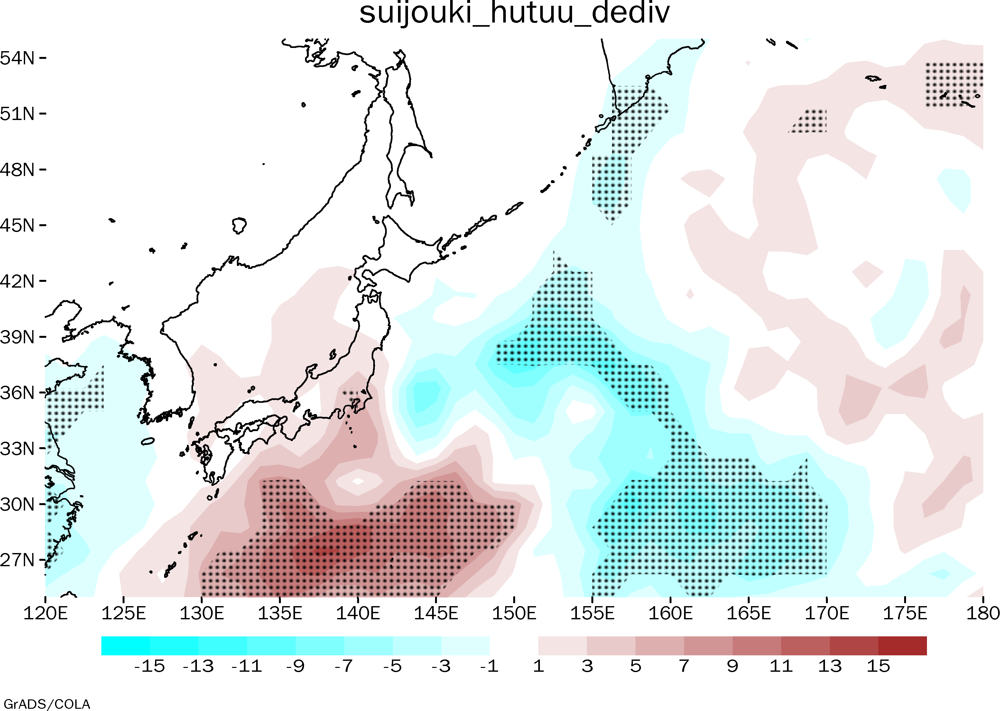 suijouki_hutuu_dediv
54N
51N
48N
45N
42N
39N
36N
33N
30N
27N
120E 125E 130E 135E 140E 145E 150E 155E 160E 165E 170E 175E 180
-15 -13 -11 -9 -7 -5 -3 -1 1 3 5 7 9 11 13 15
GrADS/COLA